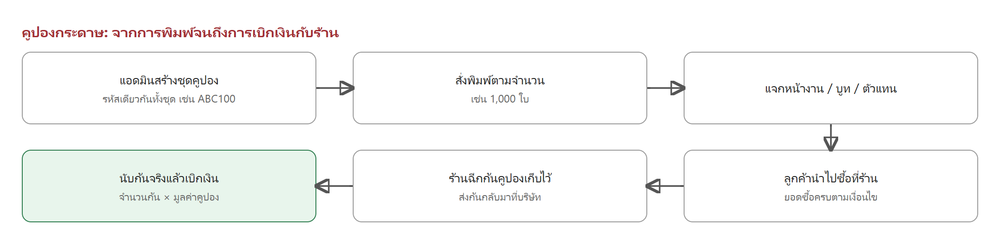 คูปองกระดาษ: จากการพิมพ์จนถึงการเบิกเงินกับร้าน
แอดมินสร้างชุดคูปอง
รหัสเดียวกันทั้งชุด เช่น ABC100
สั่งพิมพ์ตามจำนวน
เช่น 1,000 ใบ
แจกหน้างาน / บูท / ตัวแทน
ลูกค้านำไปซื้อที่ร้าน
ยอดซื้อครบตามเงื่อนไข
ร้านฉีกก้นคูปองเก็บไว้
ส่งก้นกลับมาที่บริษัท
นับก้นจริงแล้วเบิกเงิน
จำนวนก้น × มูลค่าคูปอง